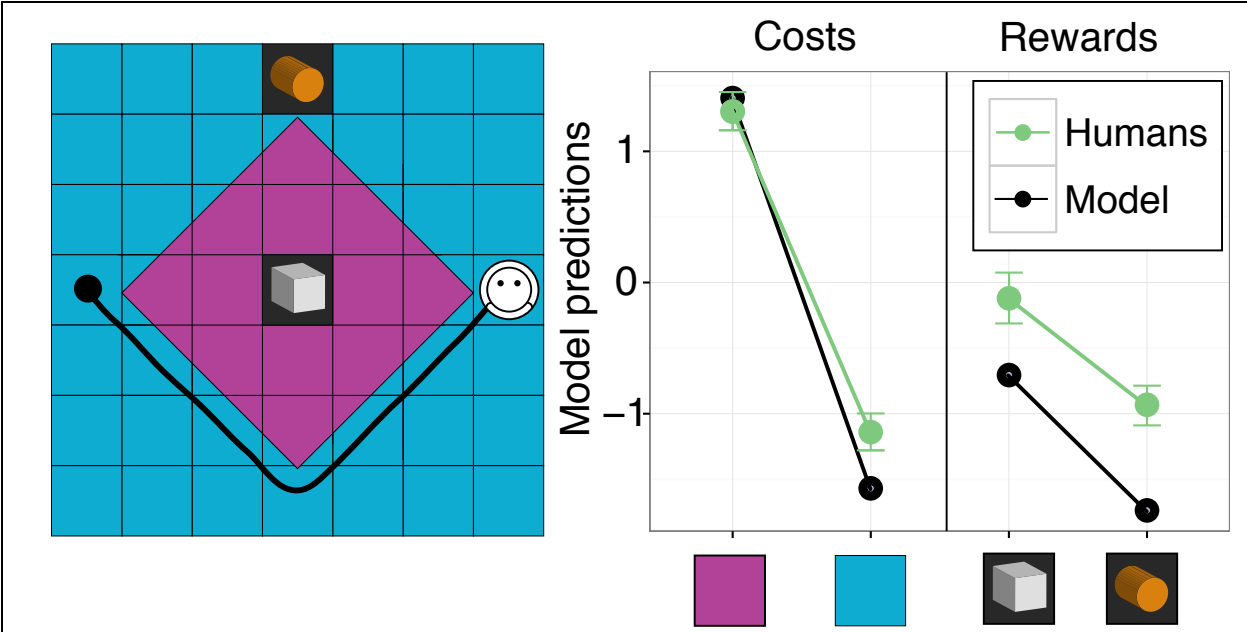 Costs
Rewards
Model predictions
1
0
−1
Humans
Model